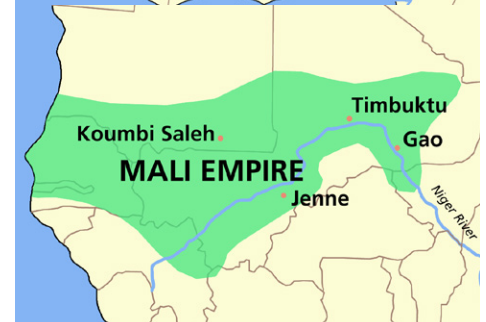 Timbuktu
Koumbi Saleh
Gao
MALI EMPIRE
Jenne
Niger River